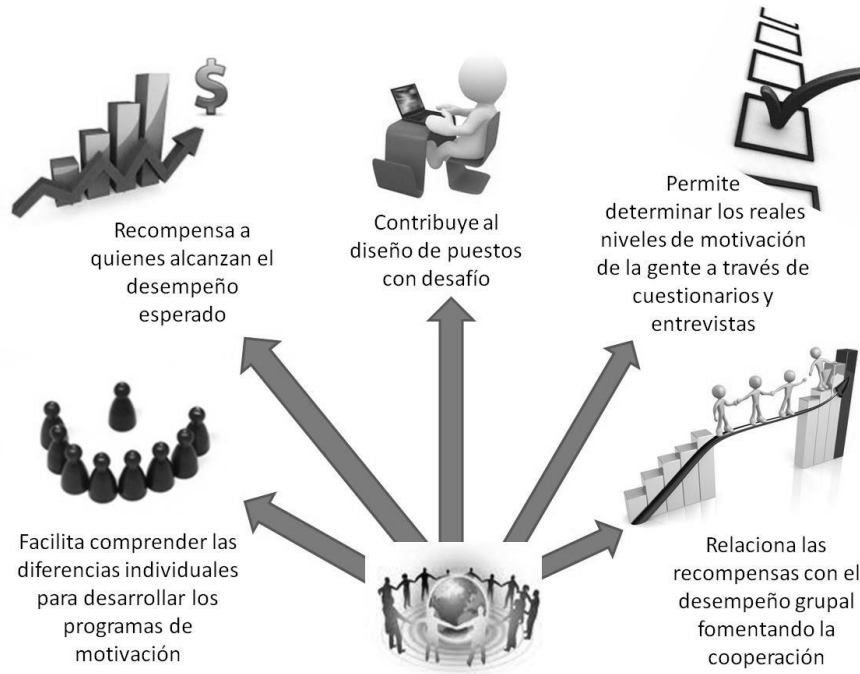 Recompensa a
quienes alcanzan el
desempeño
esperado
Contribuye al
diseño de puestos
con desafío
Permite
determinar los reales
niveles de motivación
de la gente a través de
cuestionarios y
entrevistas
Facilita comprender las
diferencias individuales
para desarrollar los
programas de
motivación
Relaciona las
recompensas con el
desempeño grupal
fomentando la
cooperación